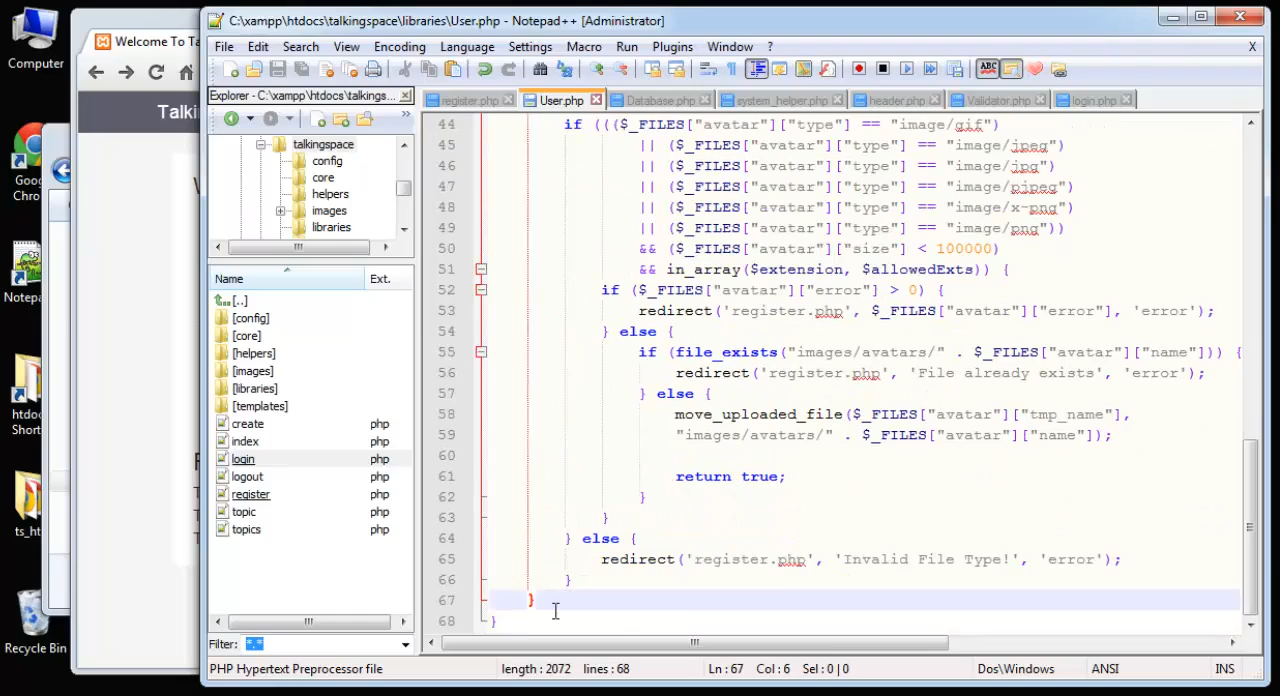 C:\xampp\htdocs\talkingspace\libraries\User.php - Notepad++ [Administrator]
File Edit Search View Encoding Language Settings Macro Run Plugins Window ?
X
Computer
Welcome To Ta
Talki
Explorer - C:\xampp\htdocs\talkings...
register.php User.php Database.php system_helper.php header.php Validator.php login.php
talkingspace
config
core
helpers
images
libraries
Name Ext.
[..]
[config]
[core]
[helpers]
[images]
[libraries]
[templates]
create php
index php
login php
logout php
register php
topic php
topics php
Filter: *.*
Goo
Chro
Notepa
htdoc
Short
ts_ht
Recycle Bin
44 if ((($_FILES["avatar"]["type"] == "image/gif")
45 || ($_FILES["avatar"]["type"] == "image/jpeg")
46 || ($_FILES["avatar"]["type"] == "image/jpg")
47 || ($_FILES["avatar"]["type"] == "image/pjpeg")
48 || ($_FILES["avatar"]["type"] == "image/x-png")
49 || ($_FILES["avatar"]["type"] == "image/png"))
50 && ($_FILES["avatar"]["size"] < 100000)
51 && in_array($extension, $allowedExts)) {
52 if ($_FILES["avatar"]["error"] > 0) {
53 redirect('register.php', $_FILES["avatar"]["error"], 'error');
54 } else {
55 if (file_exists("images/avatars/" . $_FILES["avatar"]["name"])) {
56 redirect('register.php', 'File already exists', 'error');
57 } else {
58 move_uploaded_file($_FILES["avatar"]["tmp_name"],
59 "images/avatars/" . $_FILES["avatar"]["name"]);
60
61 return true;
62 }
63 }
64 } else {
65 redirect('register.php', 'Invalid File Type!', 'error');
66 }
67 }
68 }
PHP Hypertext Preprocessor file length : 2072 lines : 68 Ln : 67 Col : 6 Sel : 0 | 0 Dos\Windows ANSI INS